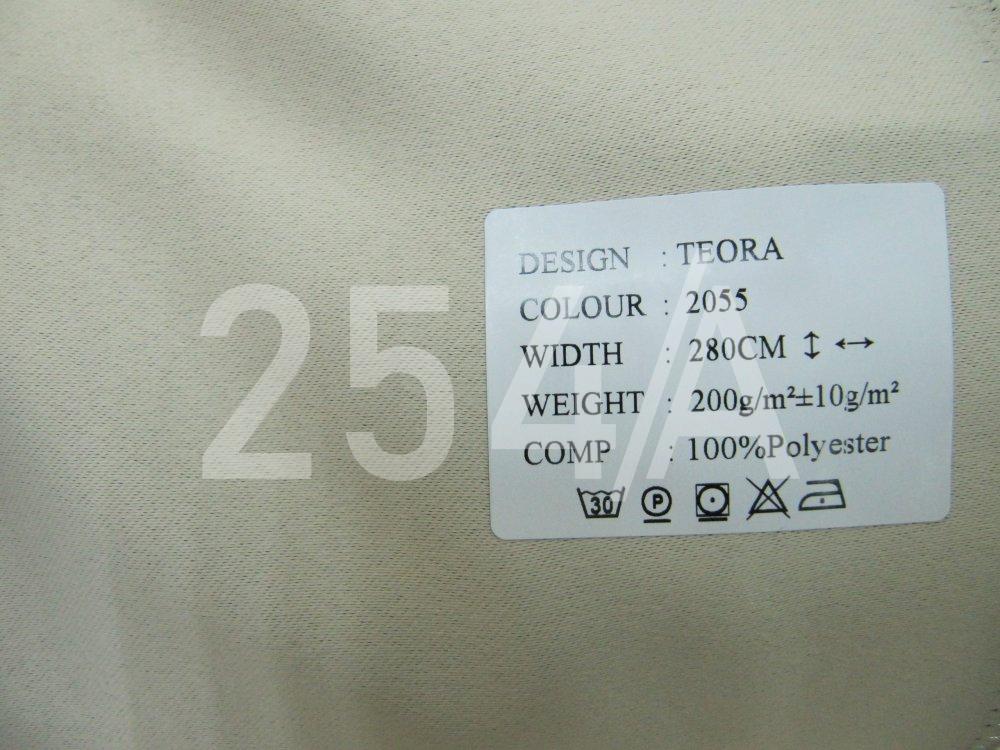 DESIGN : TEORA
COLOUR : 2055
WIDTH : 280CM ↕ ↔
WEIGHT : 200g/m²±10g/m²
COMP : 100%Polyester
30 P
254/A